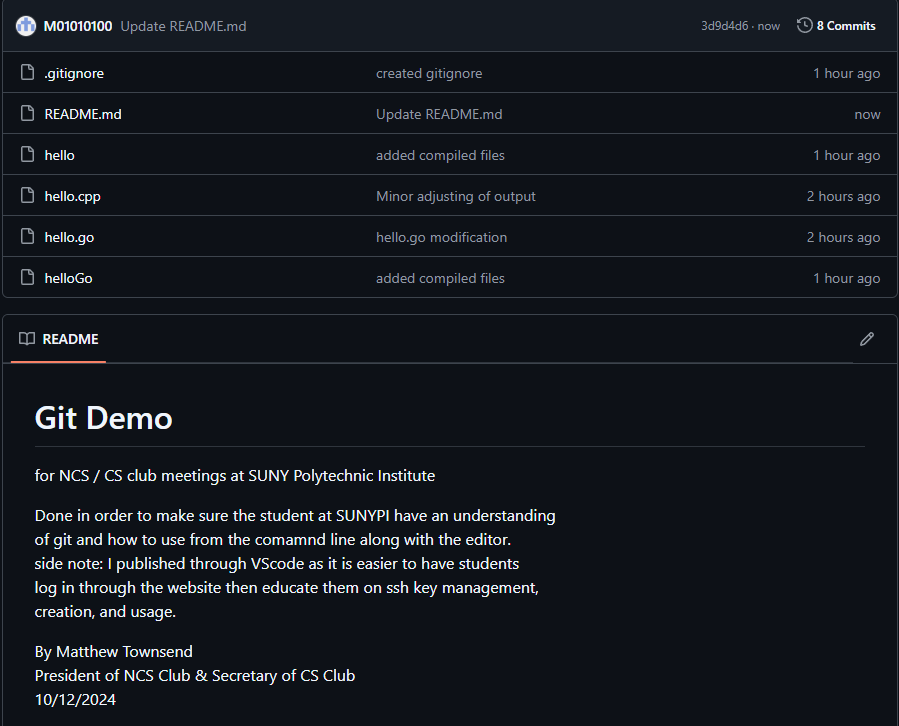 M01010100 Update README.md 3d9d4d6 · now 8 Commits
.gitignore created gitignore 1 hour ago
README.md Update README.md now
hello added compiled files 1 hour ago
hello.cpp Minor adjusting of output 2 hours ago
hello.go hello.go modification 2 hours ago
helloGo added compiled files 1 hour ago
README
Git Demo
for NCS / CS club meetings at SUNY Polytechnic Institute
Done in order to make sure the student at SUNYPI have an understanding
of git and how to use from the comamnd line along with the editor.
side note: I published through VScode as it is easier to have students
log in through the website then educate them on ssh key management,
creation, and usage.
By Matthew Townsend
President of NCS Club & Secretary of CS Club
10/12/2024